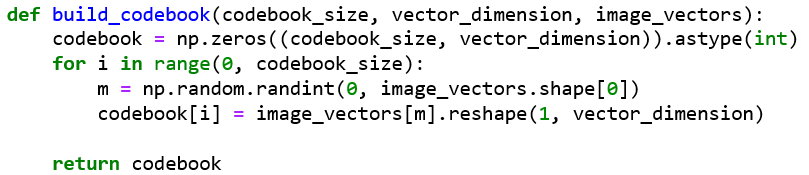 def build_codebook(codebook_size, vector_dimension, image_vectors):
    codebook = np.zeros((codebook_size, vector_dimension)).astype(int)
    for i in range(0, codebook_size):
        m = np.random.randint(0, image_vectors.shape[0])
        codebook[i] = image_vectors[m].reshape(1, vector_dimension)

    return codebook